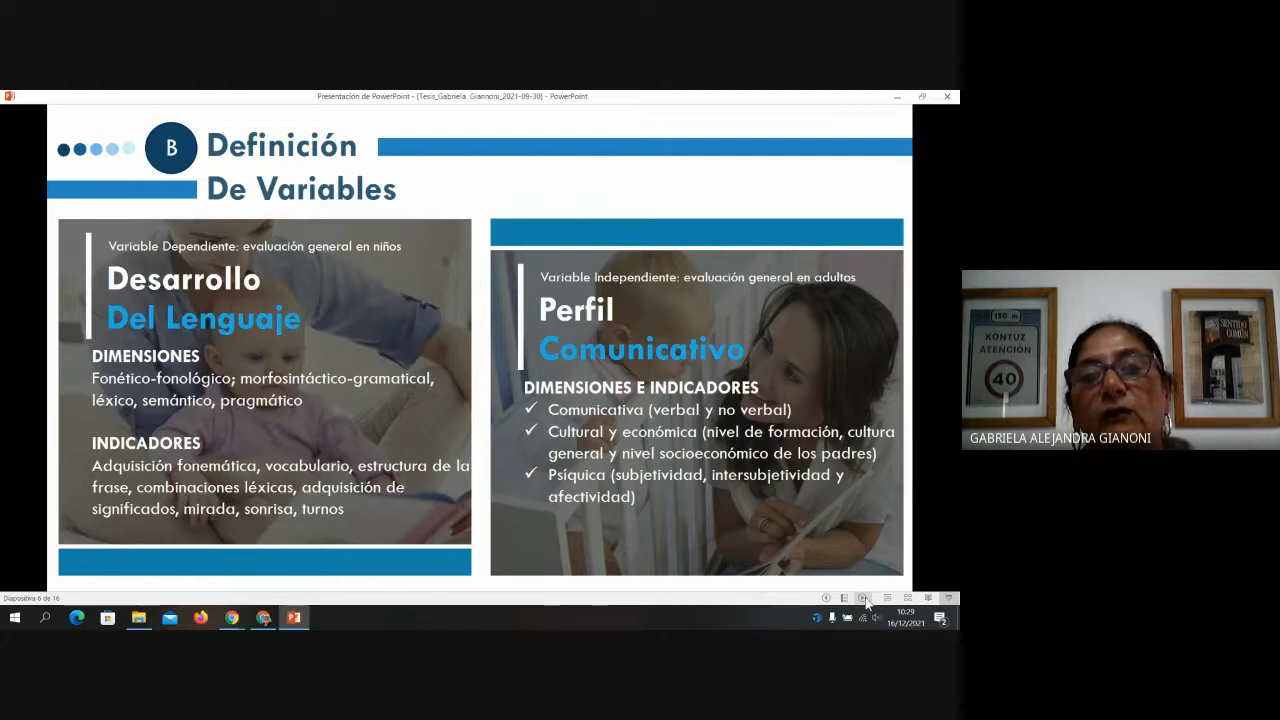 Presentación de PowerPoint - [Tesis_Gabriela Giannoni_2021-09-30] - PowerPoint
B
Definición
De Variables
Variable Dependiente: evaluación general en niños
Desarrollo
Del Lenguaje
DIMENSIONES
Fonético-fonológico; morfosintáctico-gramatical,
léxico, semántico, pragmático
INDICADORES
Adquisición fonemática, vocabulario, estructura de la
frase, combinaciones léxicas, adquisición de
significados, mirada, sonrisa, turnos
Variable Independiente: evaluación general en adultos
Perfil
Comunicativo
DIMENSIONES E INDICADORES
✓ Comunicativa (verbal y no verbal)
✓ Cultural y económica (nivel de formación, cultura
general y nivel socioeconómico de los padres)
✓ Psíquica (subjetividad, intersubjetividad y
afectividad)
150 m
KONTUZ
ATENCIÓN
40
SENTIDO
COMÚN
GABRIELA ALEJANDRA GIANONI
Diapositiva 6 de 16
10:29
16/12/2021
2